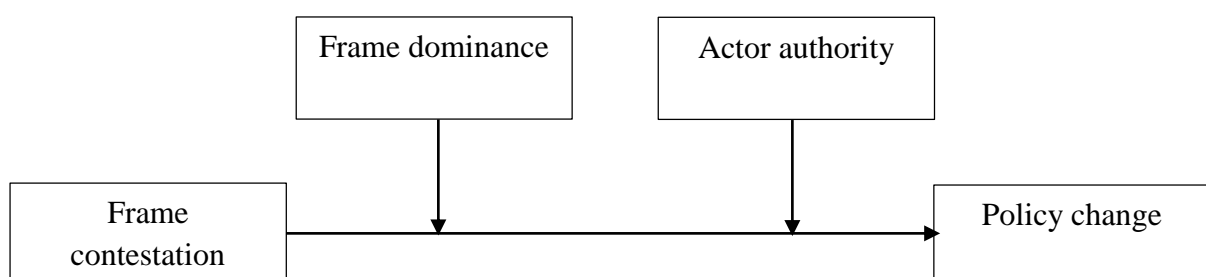 Frame dominance
Actor authority
Frame
contestation
Policy change